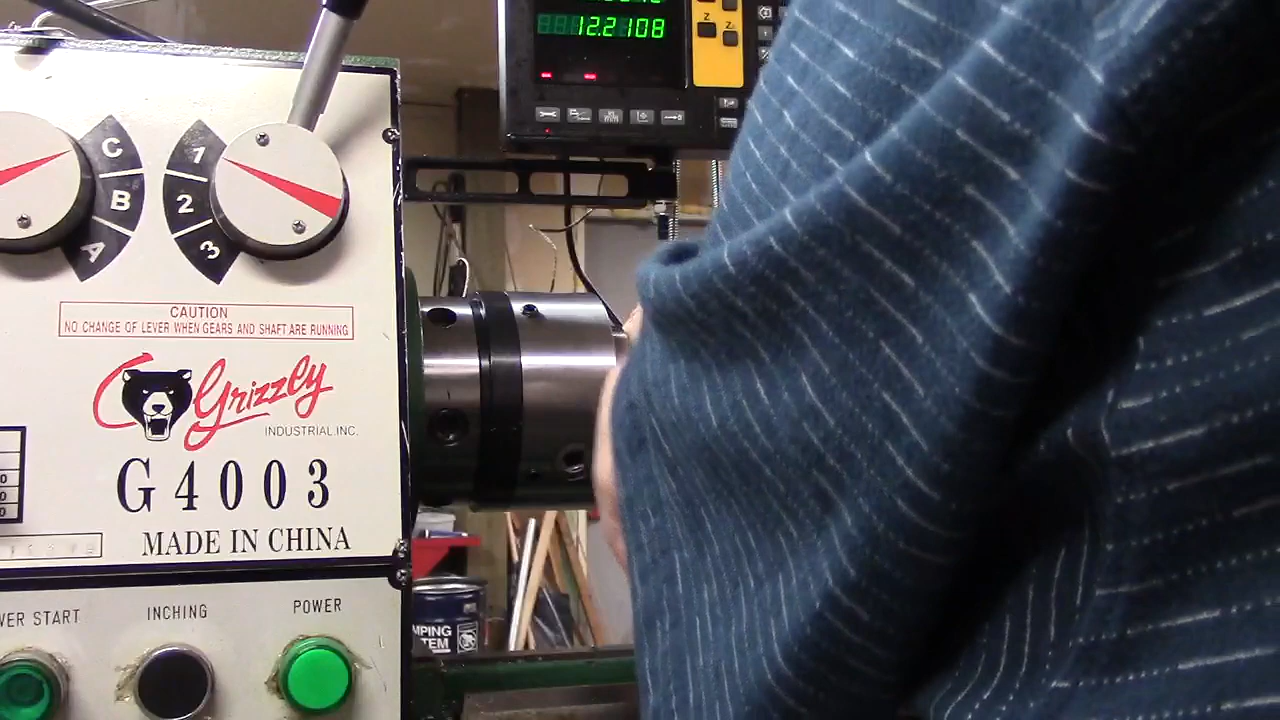 12.2108
Z
Z
C
B
A
1
2
3
CAUTION
NO CHANGE OF LEVER WHEN GEARS AND SHAFT ARE RUNNING
Grizzly
INDUSTRIAL.INC.
G4003
MADE IN CHINA
START
INCHING
POWER